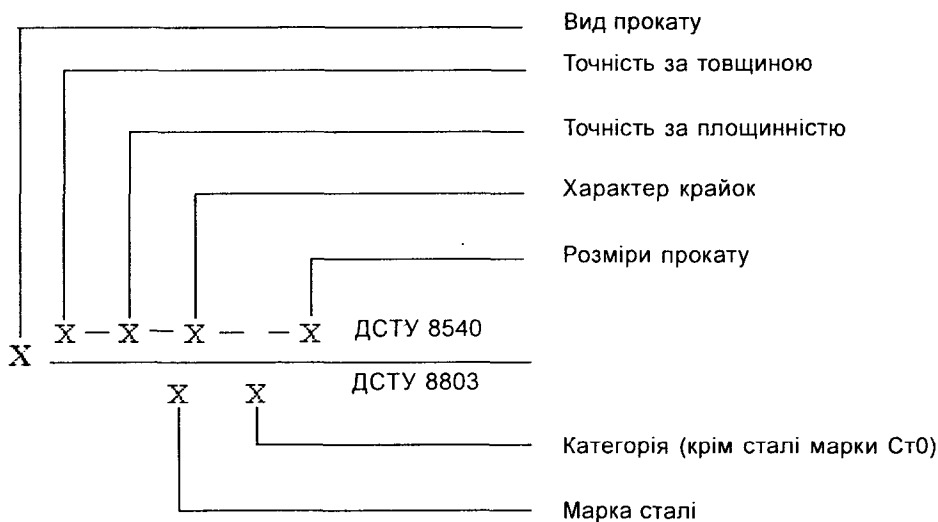 Вид прокату
Точність за товщиною
Точність за площинністю
Характер крайок
Розміри прокату
X — X — X — — X ДСТУ 8540
X
ДСТУ 8803
X X
Категорія (крім сталі марки Ст0)
Марка сталі